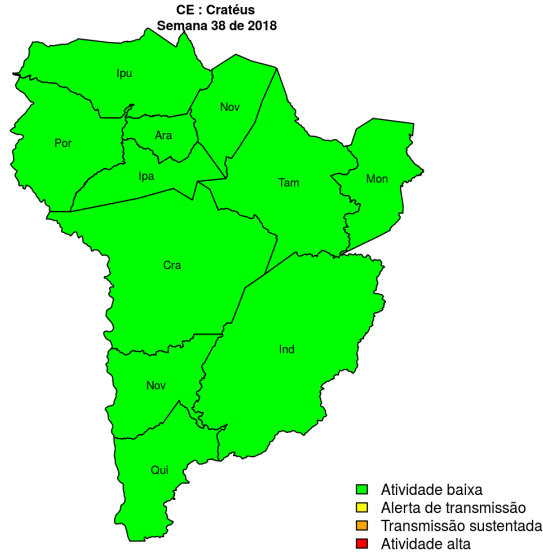 CE : Cratéus
Semana 38 de 2018
Ipu
Nov
Por
Ara
Ipa
Tam
Mon
Cra
Ind
Nov
Qui
Atividade baixa
Alerta de transmissão
Transmissão sustentada
Atividade alta